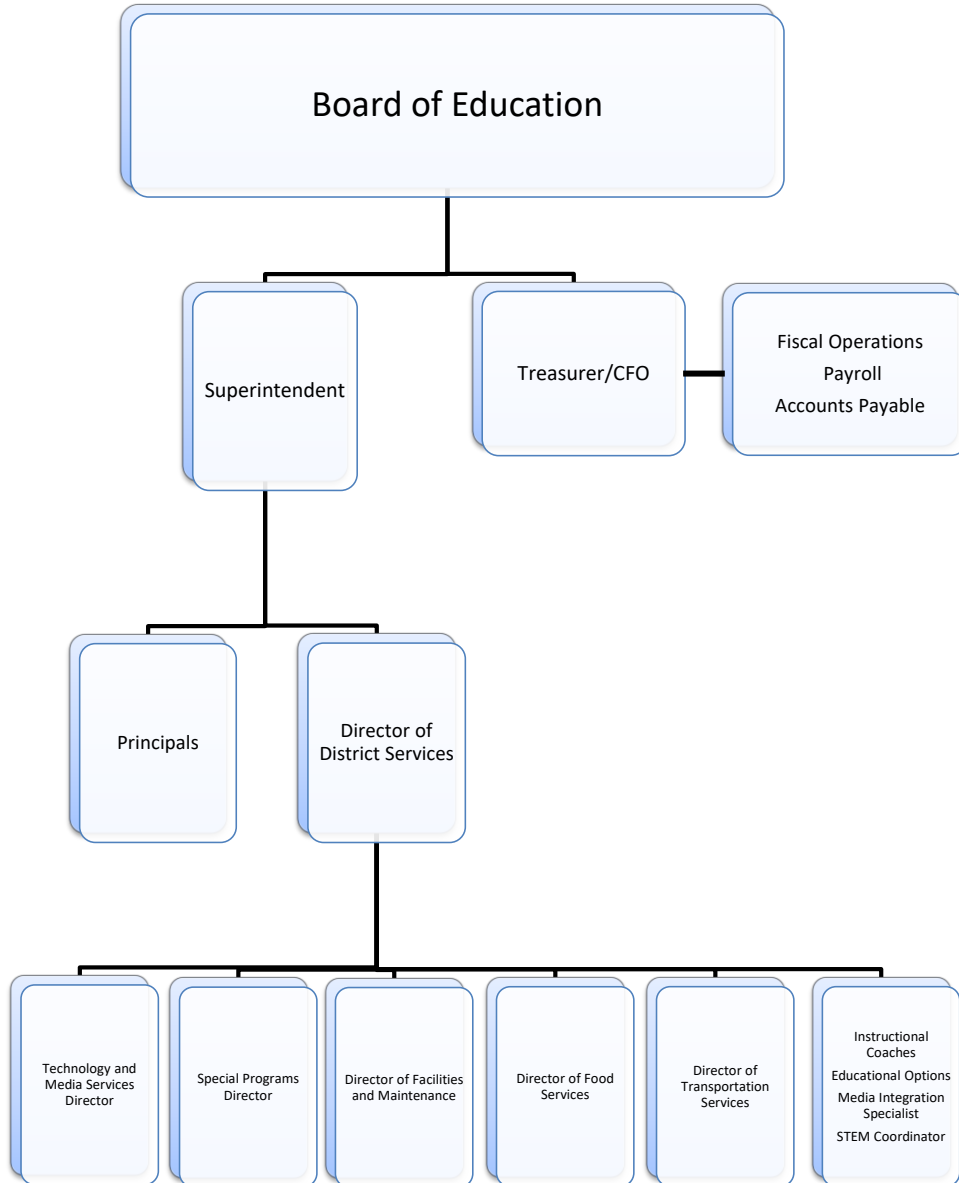 Board of Education
Superintendent
Treasurer/CFO
Fiscal Operations
Payroll
Accounts Payable
Principals
Director of
District Services
Technology and
Media Services
Director
Special Programs
Director
Director of Facilities
and Maintenance
Director of Food
Services
Director of
Transportation
Services
Instructional
Coaches
Educational Options
Media Integration
Specialist
STEM Coordinator